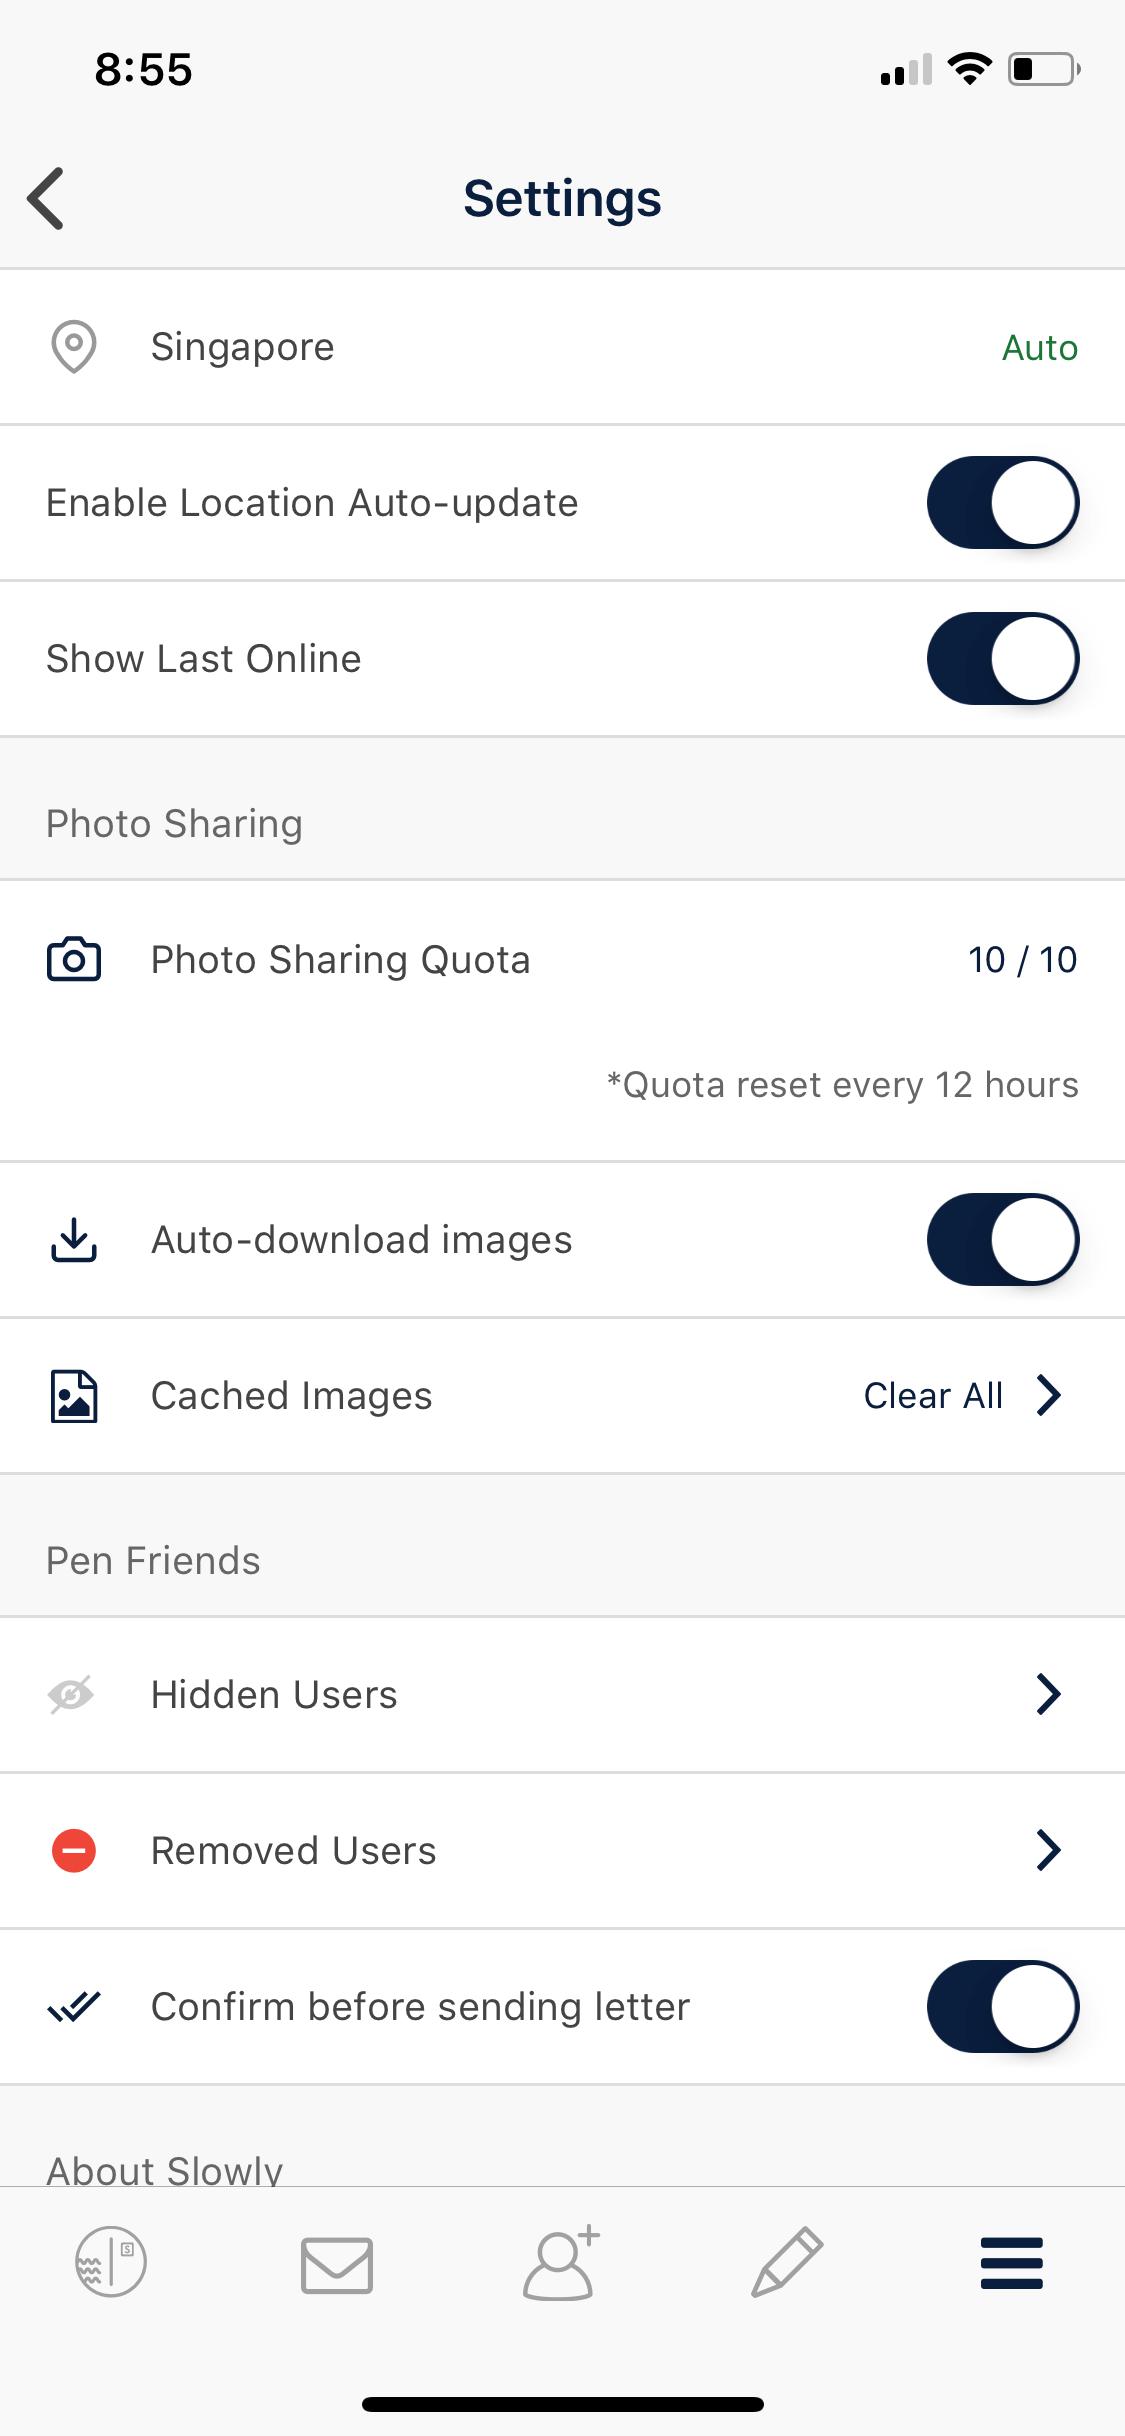 8:55
Settings
Singapore Auto
Enable Location Auto-update
Show Last Online
Photo Sharing
Photo Sharing Quota 10 / 10
*Quota reset every 12 hours
Auto-download images
Cached Images Clear All
Pen Friends
Hidden Users
Removed Users
Confirm before sending letter
About Slowly
S